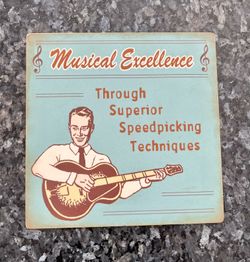 Musical Excellence
Through
Superior
Speedpicking
Techniques